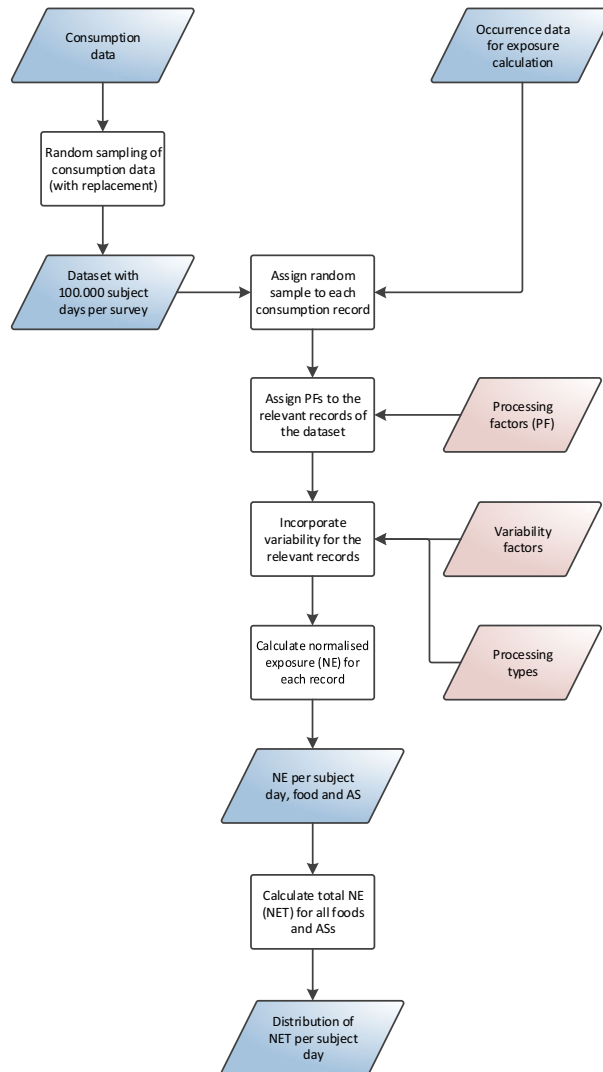 Consumption
data
Occurrence data
for exposure
calculation
Random sampling of
consumption data
(with replacement)
Dataset with
100.000 subject
days per survey
Assign random
sample to each
consumption record
Assign PFs to the
relevant records of
the dataset
Processing
factors (PF)
Incorporate
variability for the
relevant records
Variability
factors
Calculate normalised
exposure (NE) for
each record
Processing
types
NE per subject
day, food and AS
Calculate total NE
(NET) for all foods
and ASs
Distribution of
NET per subject
day